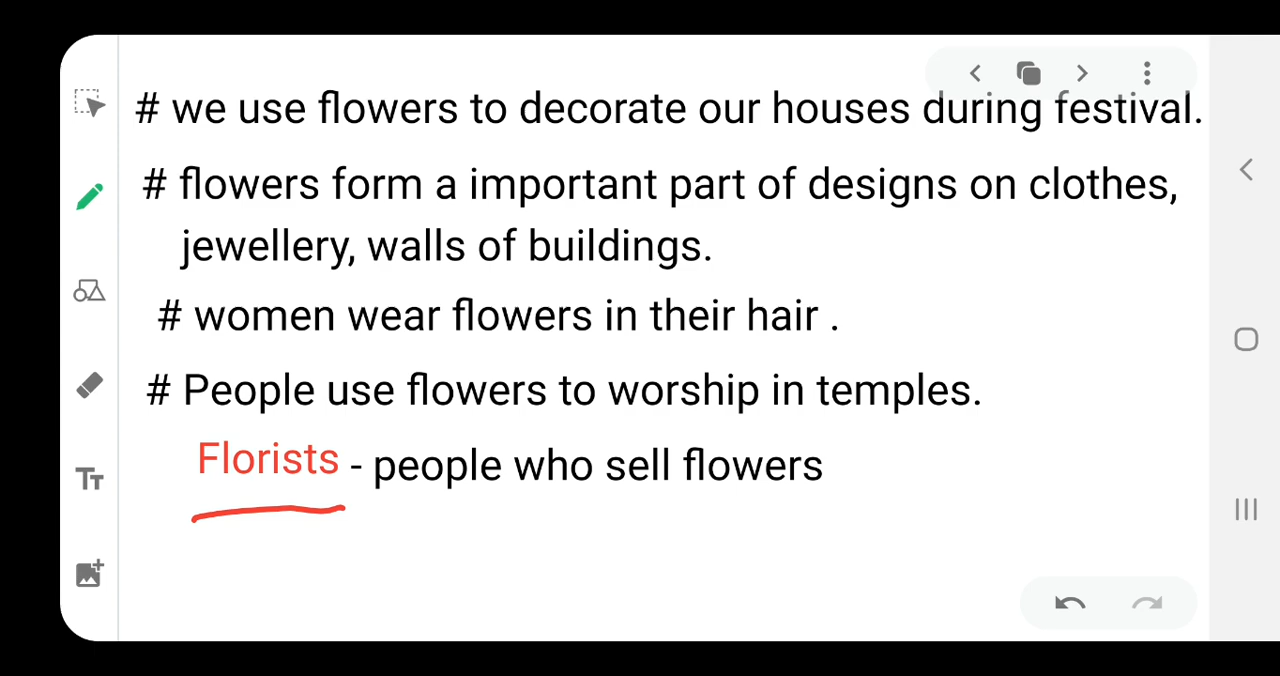 # we use flowers to decorate our houses during festival.
# flowers form a important part of designs on clothes,
jewellery, walls of buildings.
# women wear flowers in their hair .
# People use flowers to worship in temples.
Florists - people who sell flowers
TT